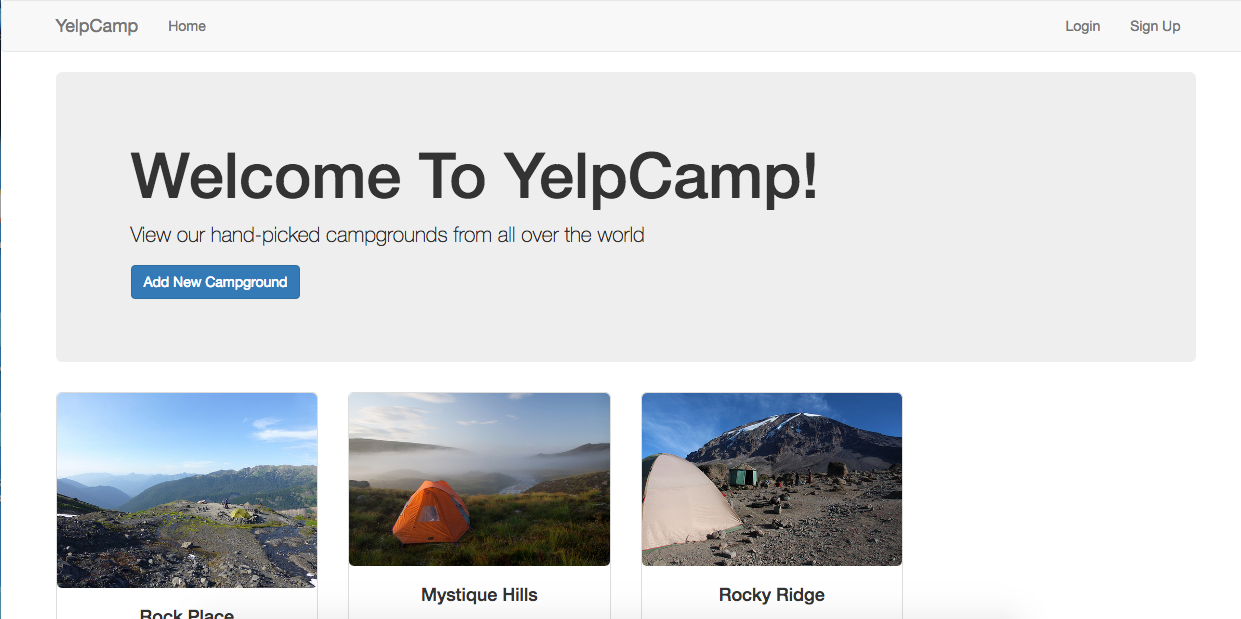 YelpCamp Home Login Sign Up
Welcome To YelpCamp!
View our hand-picked campgrounds from all over the world
Add New Campground
Mystique Hills
Rocky Ridge
Rock Place